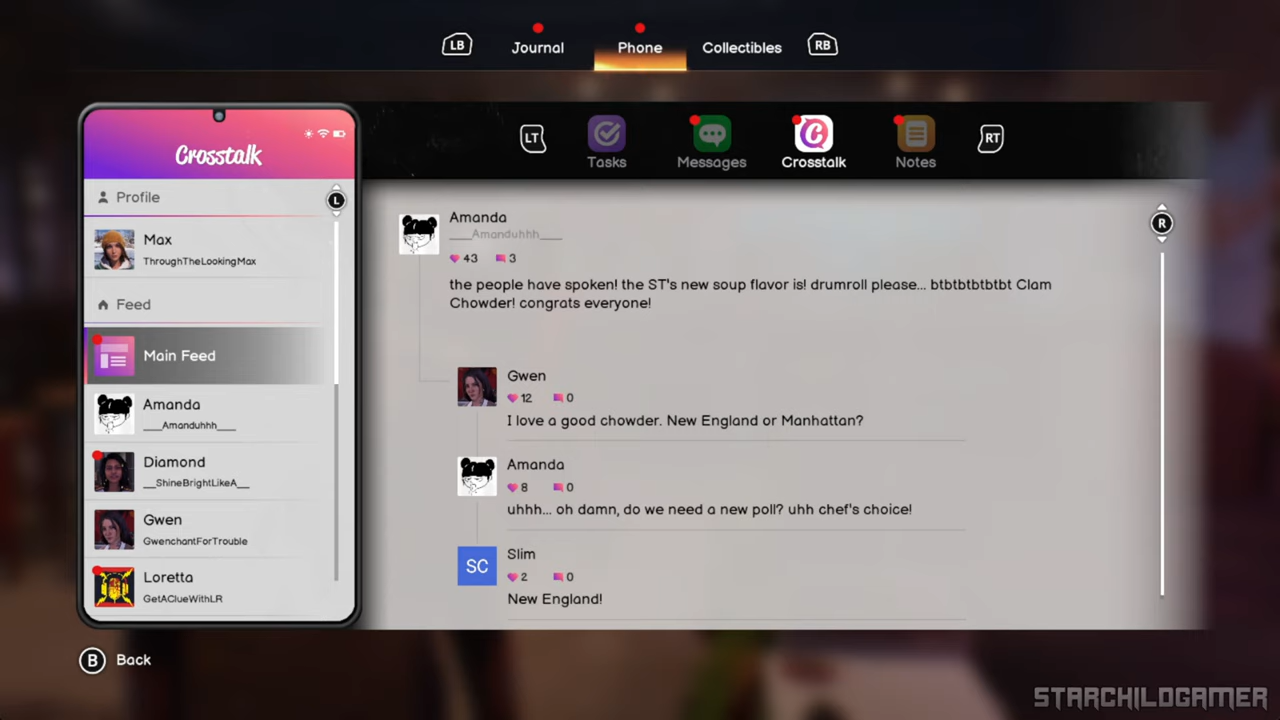 LB
Journal
Phone
Collectibles
RB
Crosstalk
Profile
L
Max
ThroughTheLookingMax
Feed
Main Feed
Amanda
____Amanduhhh____
Diamond
__ShineBrightLikeA__
Gwen
GwenchantForTrouble
Loretta
GetAClueWithLR
LT
Tasks
Messages
Crosstalk
Notes
RT
R
Amanda
____Amanduhhh____
43 3
the people have spoken! the ST's new soup flavor is! drumroll please... btbtbtbtbtbt Clam
Chowder! congrats everyone!
Gwen
12 0
I love a good chowder. New England or Manhattan?
Amanda
8 0
uhhh... oh damn, do we need a new poll? uhh chef's choice!
SC
Slim
2 0
New England!
B Back
STARCHILDGAMER